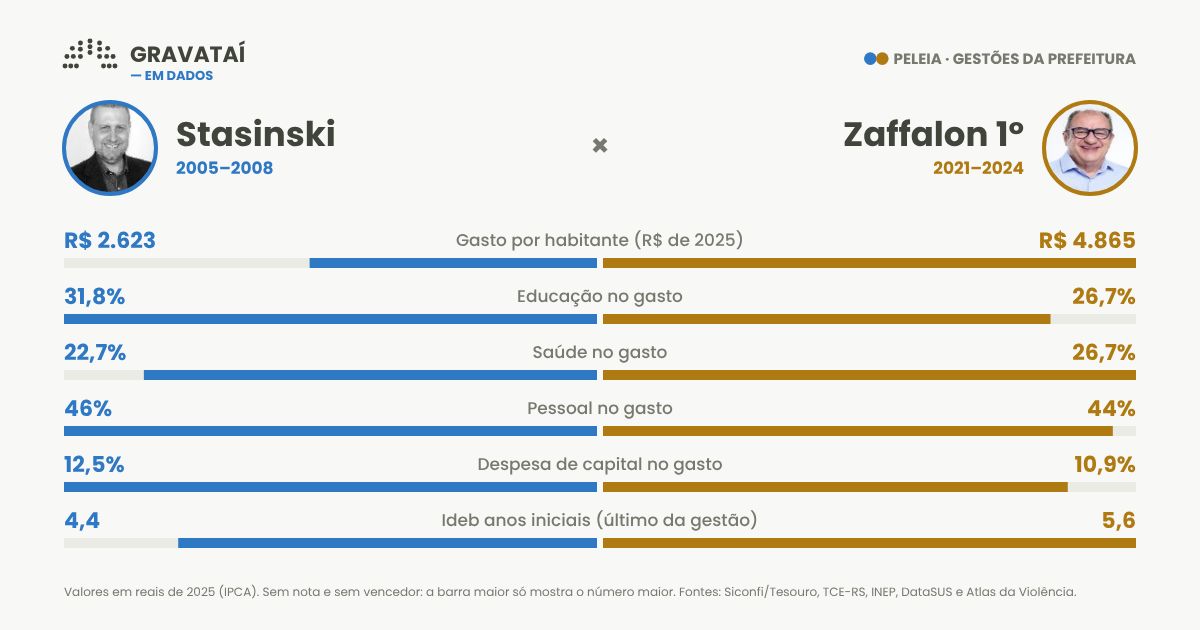 GRAVATAÍ
— EM DADOS
PELEIA · GESTÕES DA PREFEITURA
Stasinski
2005–2008
×
Zaffalon 1º
2021–2024
R$ 2.623 Gasto por habitante (R$ de 2025) R$ 4.865
31,8% Educação no gasto 26,7%
22,7% Saúde no gasto 26,7%
46% Pessoal no gasto 44%
12,5% Despesa de capital no gasto 10,9%
4,4 Ideb anos iniciais (último da gestão) 5,6
Valores em reais de 2025 (IPCA). Sem nota e sem vencedor: a barra maior só mostra o número maior. Fontes: Siconfi/Tesouro, TCE-RS, INEP, DataSUS e Atlas da Violência.